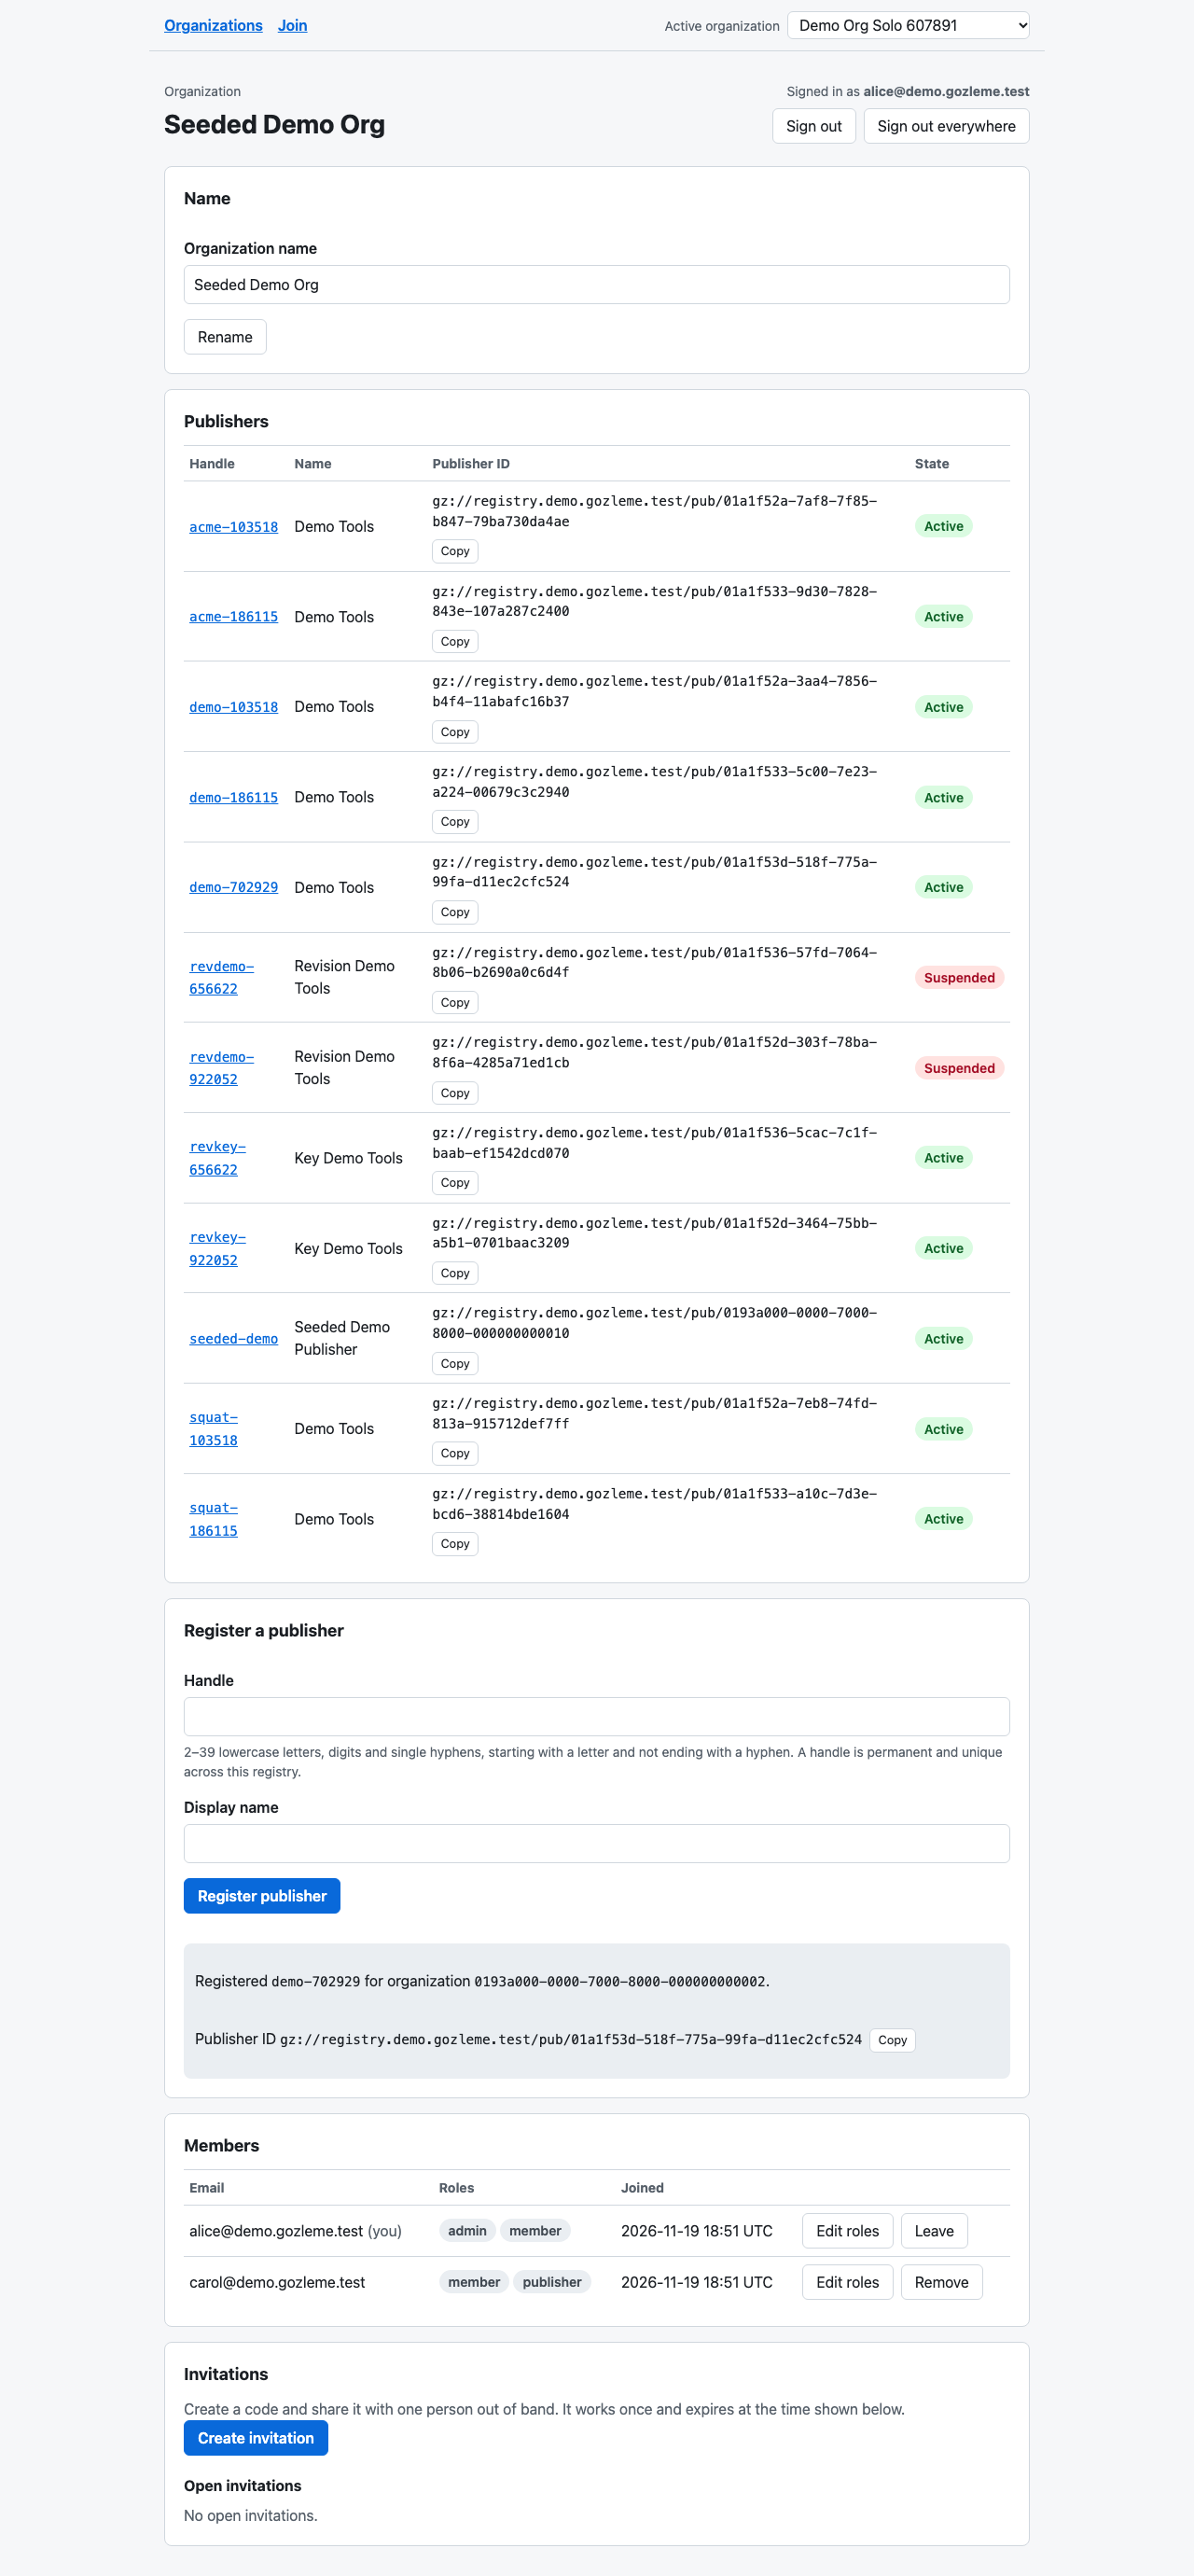 Organizations Join Active organization Demo Org Solo 607891
Organization Signed in as alice@demo.gozleme.test
Seeded Demo Org Sign out Sign out everywhere
Name
Organization name
Seeded Demo Org
Rename
Publishers
Handle Name Publisher ID State
acme-103518 Demo Tools gz://registry.demo.gozleme.test/pub/01a1f52a-7af8-7f85-
b847-79ba730da4ae
Copy
Active
acme-186115 Demo Tools gz://registry.demo.gozleme.test/pub/01a1f533-9d30-7828-
843e-107a287c2400
Copy
Active
demo-103518 Demo Tools gz://registry.demo.gozleme.test/pub/01a1f52a-3aa4-7856-
b4f4-11abafc16b37
Copy
Active
demo-186115 Demo Tools gz://registry.demo.gozleme.test/pub/01a1f533-5c00-7e23-
a224-00679c3c2940
Copy
Active
demo-702929 Demo Tools gz://registry.demo.gozleme.test/pub/01a1f53d-518f-775a-
99fa-d11ec2cfc524
Copy
Active
revdemo-
656622
Revision Demo
Tools
gz://registry.demo.gozleme.test/pub/01a1f536-57fd-7064-
8b06-b2690a0c6d4f
Copy
Suspended
revdemo-
922052
Revision Demo
Tools
gz://registry.demo.gozleme.test/pub/01a1f52d-303f-78ba-
8f6a-4285a71ed1cb
Copy
Suspended
revkey-
656622
Key Demo Tools
gz://registry.demo.gozleme.test/pub/01a1f536-5cac-7c1f-
baab-ef1542dcd070
Copy
Active
revkey-
922052
Key Demo Tools
gz://registry.demo.gozleme.test/pub/01a1f52d-3464-75bb-
a5b1-0701baac3209
Copy
Active
seeded-demo
Seeded Demo
Publisher
gz://registry.demo.gozleme.test/pub/0193a000-0000-7000-
8000-000000000010
Copy
Active
squat-
103518
Demo Tools
gz://registry.demo.gozleme.test/pub/01a1f52a-7eb8-74fd-
813a-915712def7ff
Copy
Active
squat-
186115
Demo Tools
gz://registry.demo.gozleme.test/pub/01a1f533-a10c-7d3e-
bcd6-38814bde1604
Copy
Active
Register a publisher
Handle
2–39 lowercase letters, digits and single hyphens, starting with a letter and not ending with a hyphen. A handle is permanent and unique
across this registry.
Display name
Register publisher
Registered demo-702929 for organization 0193a000-0000-7000-8000-000000000002.
Publisher ID gz://registry.demo.gozleme.test/pub/01a1f53d-518f-775a-99fa-d11ec2cfc524 Copy
Members
Email Roles Joined
alice@demo.gozleme.test (you) admin member 2026-11-19 18:51 UTC Edit roles Leave
carol@demo.gozleme.test member publisher 2026-11-19 18:51 UTC Edit roles Remove
Invitations
Create a code and share it with one person out of band. It works once and expires at the time shown below.
Create invitation
Open invitations
No open invitations.